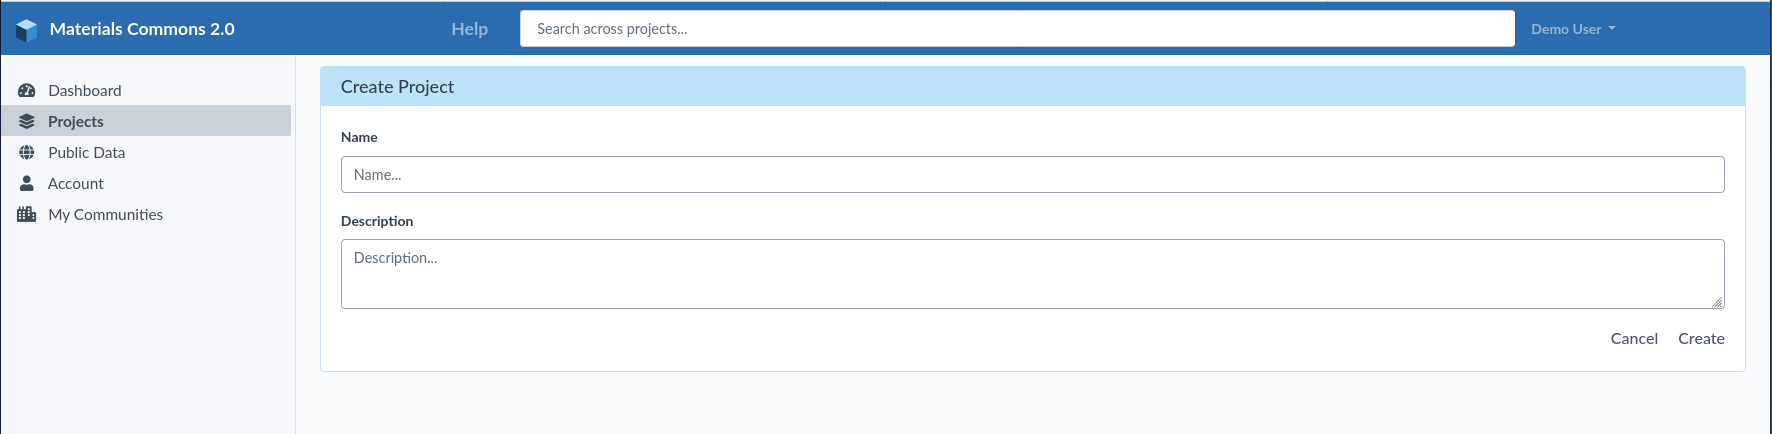 Materials Commons 2.0
Help
Search across projects...
Demo User
Dashboard
Projects
Public Data
Account
My Communities
Create Project
Name
Name...
Description
Description...
Cancel Create